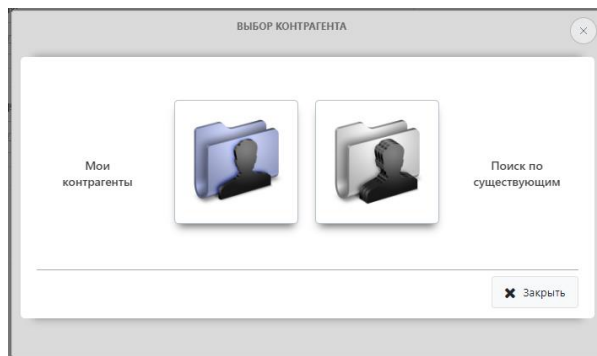 ВЫБОР КОНТРАГЕНТА
Мои
контрагенты
Поиск по
существующим
Закрыть